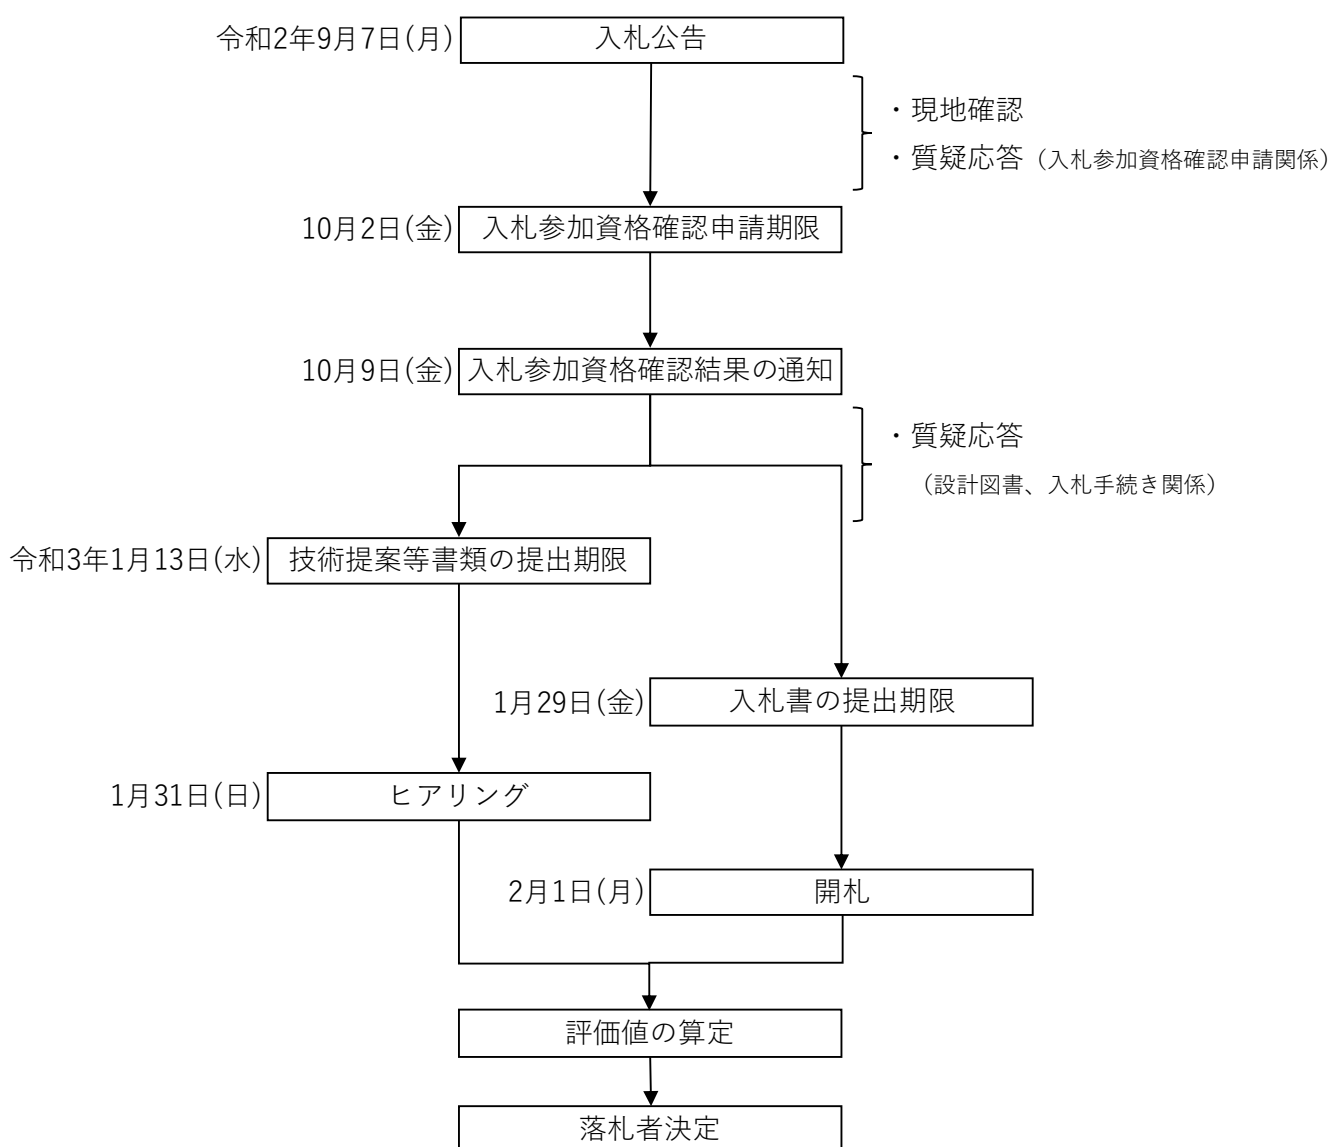 令和2年9月7日(月) 入札公告
・現地確認
・質疑応答（入札参加資格確認申請関係）
10月2日(金) 入札参加資格確認申請期限
10月9日(金) 入札参加資格確認結果の通知
・質疑応答
（設計図書、入札手続き関係）
令和3年1月13日(水) 技術提案等書類の提出期限
1月29日(金) 入札書の提出期限
1月31日(日) ヒアリング
2月1日(月) 開札
評価値の算定
落札者決定